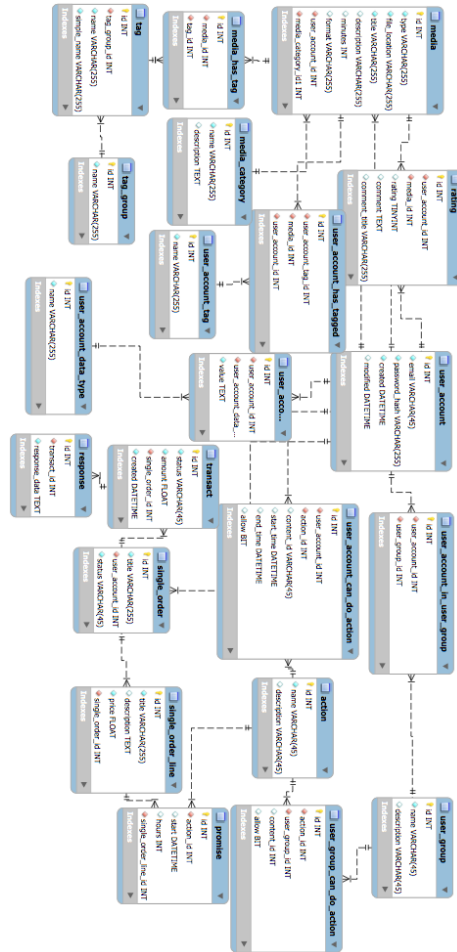 tag
id INT
tag_group_id INT
name VARCHAR(255)
simple_name VARCHAR(255)
Indexes
media_has_tag
id INT
media_id INT
tag_id INT
Indexes
media
id INT
type VARCHAR(255)
file_location VARCHAR(255)
title VARCHAR(255)
description VARCHAR(255)
minutes INT
format VARCHAR(255)
user_account_id INT
media_category_id1 INT
Indexes
tag_group
id INT
name VARCHAR(255)
Indexes
media_category
id INT
name VARCHAR(255)
description TEXT
Indexes
rating
id INT
user_account_id INT
media_id INT
rating TINYINT
comment TEXT
comment_title VARCHAR(255)
Indexes
user_account_tag
id INT
name VARCHAR(255)
Indexes
user_account_has_tagged
id INT
user_account_tag_id INT
media_id INT
user_account_id INT
Indexes
user_account_data_type
id INT
name VARCHAR(255)
Indexes
user_acco...
id INT
user_account_id INT
user_account_data_...
value TEXT
Indexes
user_account
id INT
email VARCHAR(45)
password_hash VARCHAR(255)
created DATETIME
modified DATETIME
Indexes
response
id INT
transact_id INT
response_data TEXT
Indexes
transact
id INT
status VARCHAR(45)
amount FLOAT
single_order_id INT
created DATETIME
Indexes
user_account_can_do_action
id INT
user_account_id INT
action_id INT
content_id VARCHAR(45)
start_time DATETIME
end_time DATETIME
allow BIT
Indexes
user_account_in_user_group
id INT
user_account_id INT
user_group_id INT
Indexes
single_order
id INT
title VARCHAR(255)
user_account_id INT
status VARCHAR(45)
Indexes
single_order_line
id INT
title VARCHAR(255)
description TEXT
price FLOAT
single_order_id INT
Indexes
action
id INT
name VARCHAR(45)
description VARCHAR(45)
Indexes
promise
id INT
action_id INT
start DATETIME
hours INT
single_order_line_id INT
Indexes
user_group_can_do_action
id INT
action_id INT
user_group_id INT
content_id INT
allow BIT
Indexes
user_group
id INT
name VARCHAR(45)
description VARCHAR(45)
Indexes